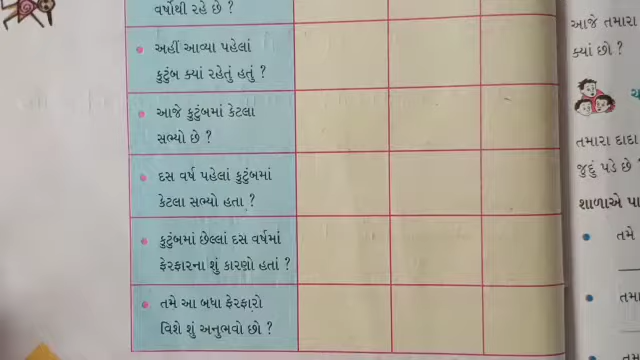 વર્ષોથી રહે છે ?
અહીં આવ્યા પહેલાં
કુટુંબ ક્યાં રહેતું હતું ?
આજે કુટુંબમાં કેટલા
સભ્યો છે ?
દસ વર્ષ પહેલાં કુટુંબમાં
કેટલા સભ્યો હતા ?
કુટુંબમાં છેલ્લાં દસ વર્ષમાં
ફેરફારના શું કારણો હતાં ?
તમે આ બધા ફેરફારો
વિશે શું અનુભવો છો ?
આજે તમારા
ક્યાં છો ?
તમારા દાદા
જુદું પડે છે
શાળાએ
તમે